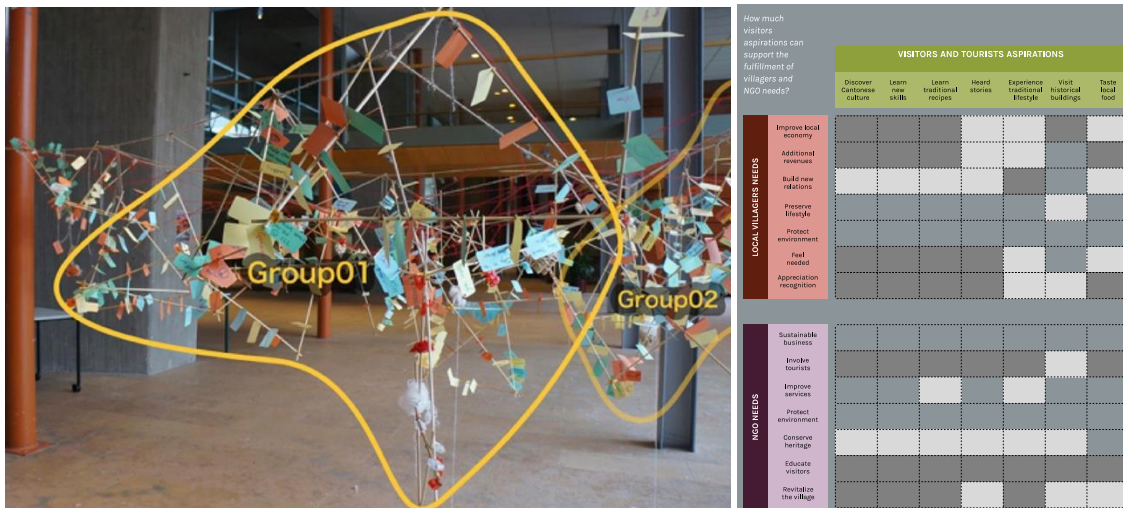 Group01
Group02
How much
visitors
aspirations can
support the
fulfillment of
villagers and
NGO needs?
VISITORS AND TOURISTS ASPIRATIONS
Discover
Cantonese
culture
Learn
new
skills
Learn
traditional
recipes
Heard
stories
Experience
traditional
lifestyle
Visit
historical
buildings
Taste
local
food
LOCAL VILLAGERS NEEDS
Improve local
economy
Additional
revenues
Build new
relations
Preserve
lifestyle
Protect
environment
Feel
needed
Appreciation
recognition
NGO NEEDS
Sustainable
business
Involve
tourists
Improve
services
Protect
environment
Conserve
heritage
Educate
visitors
Revitalize
the village